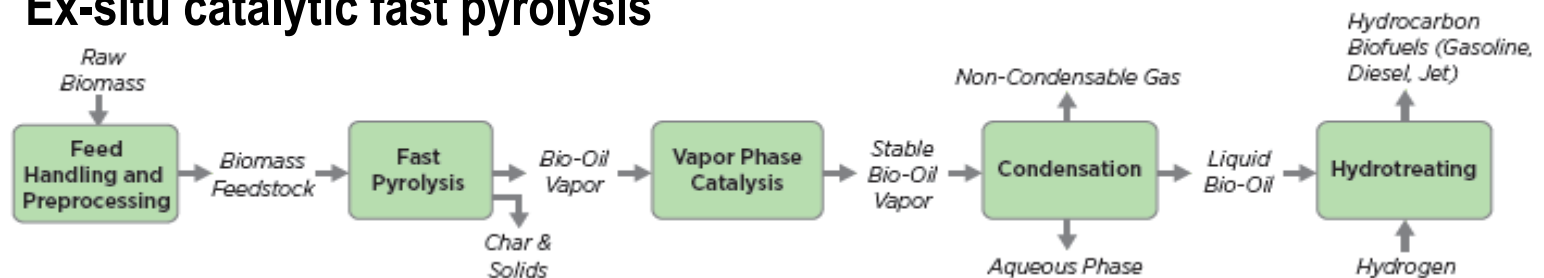 Ex-situ catalytic fast pyrolysis
Raw
Biomass
Feed
Handling and
Preprocessing
Biomass
Feedstock
Fast
Pyrolysis
Char &
Solids
Bio-Oil
Vapor
Vapor Phase
Catalysis
Stable
Bio-Oil
Vapor
Non-Condensable Gas
Condensation
Aqueous Phase
Liquid
Bio-Oil
Hydrocarbon
Biofuels (Gasoline,
Diesel, Jet)
Hydrotreating
Hydrogen